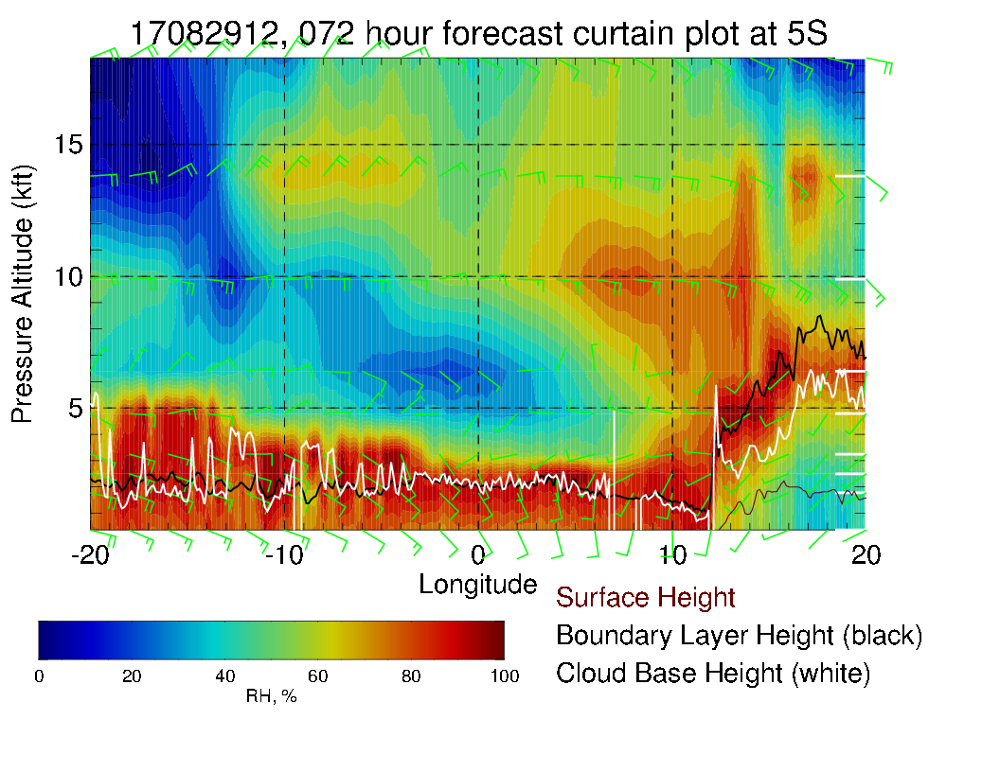 17082912, 072 hour forecast curtain plot at 5S
15
10
5
Pressure Altitude (kft)
-20 -10 0 10 20
Longitude
Surface Height
Boundary Layer Height (black)
Cloud Base Height (white)
0 20 40 60 80 100
RH, %